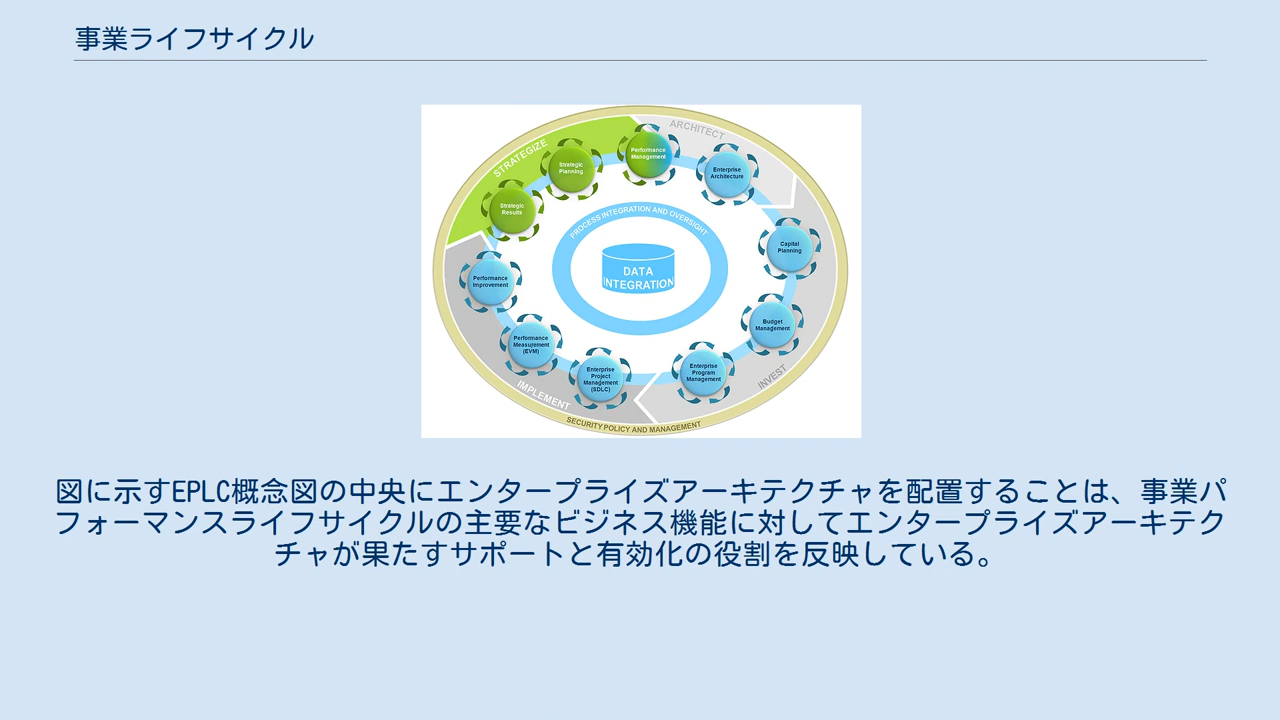 事業ライフサイクル
ARCHITECT
STRATEGIZE
Performance
Management
Strategic
Planning
Enterprise
Architecture
Strategic
Results
PROCESS INTEGRATION AND OVERSIGHT
Capital
Planning
DATA
INTEGRATION
Performance
Improvement
Budget
Management
Performance
Measurement
(EVM)
Enterprise
Project
Management
(SDLC)
Enterprise
Program
Management
INVEST
IMPLEMENT
SECURITY POLICY AND MANAGEMENT
図に示すEPLC概念図の中央にエンタープライズアーキテクチャを配置することは、事業パ
フォーマンスライフサイクルの主要なビジネス機能に対してエンタープライズアーキテク
チャが果たすサポートと有効化の役割を反映している。